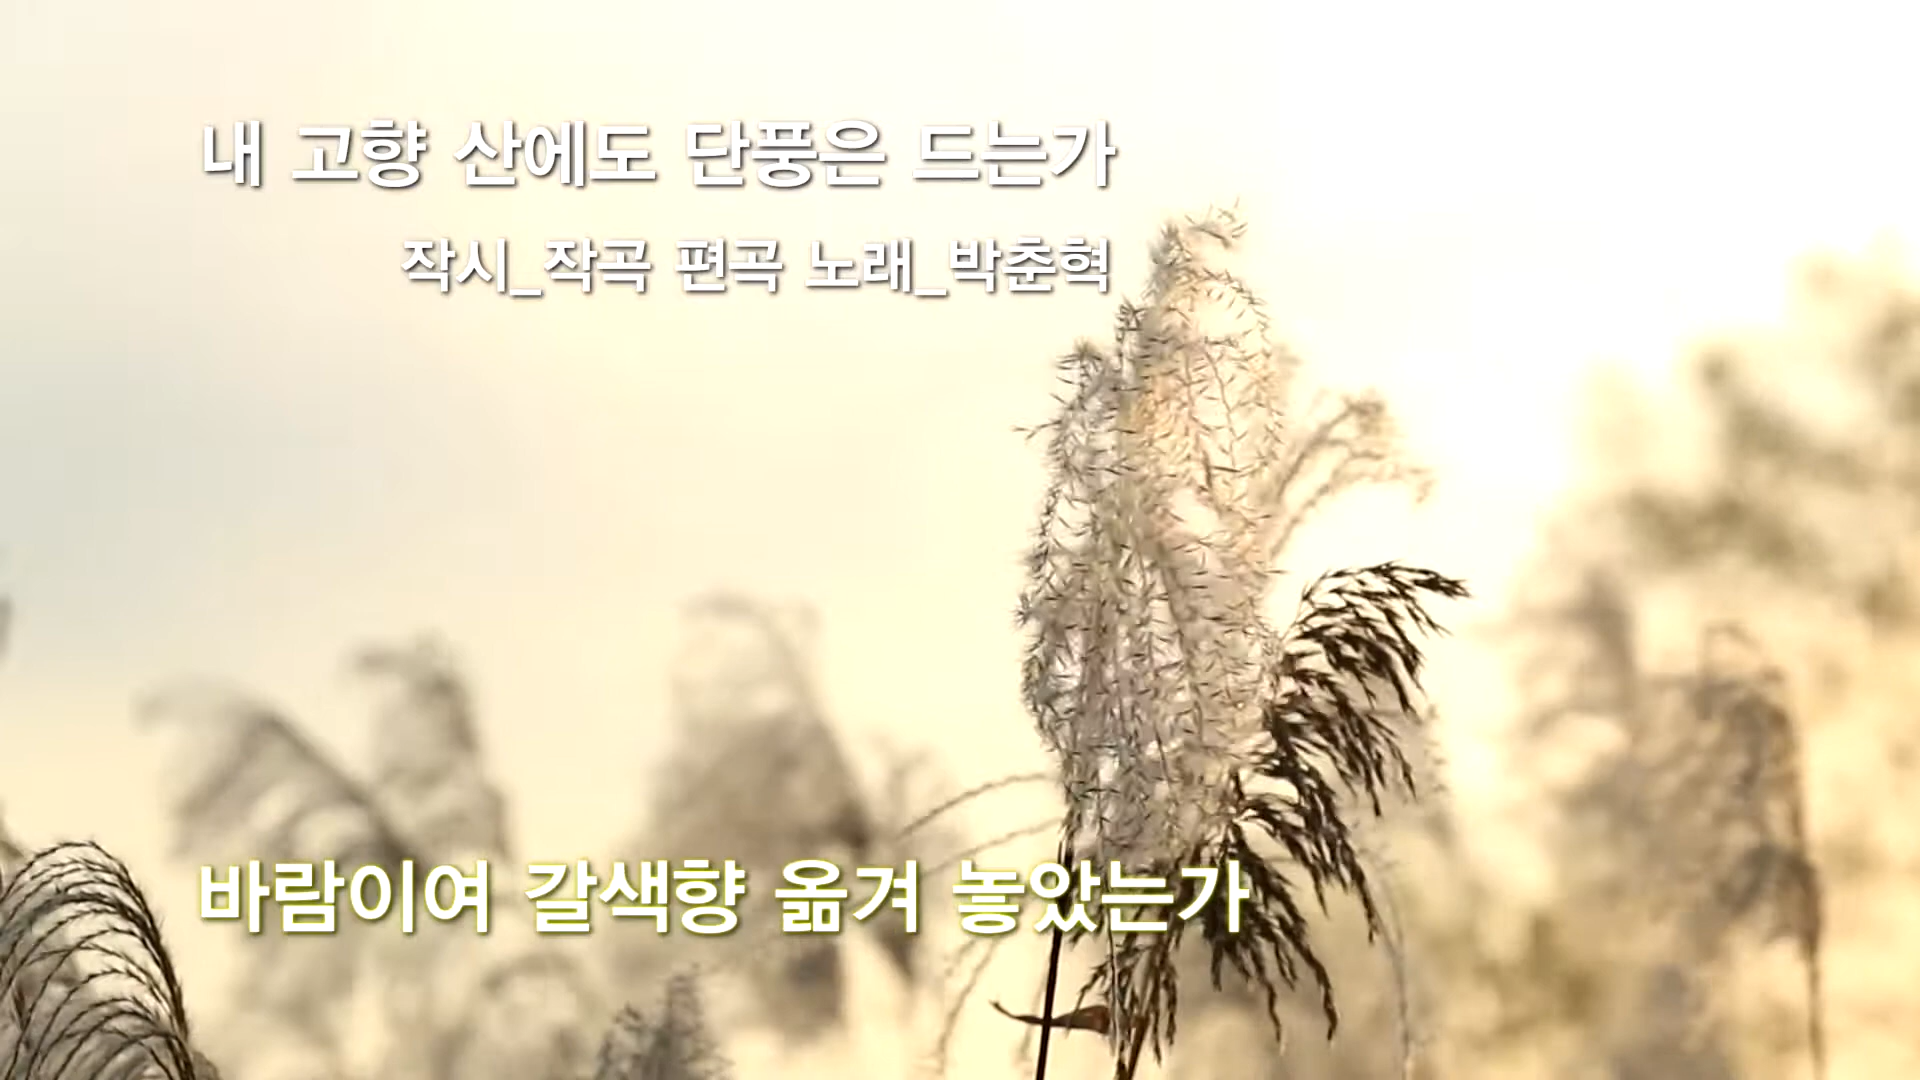 내 고향 산에도 단풍은 드는가
작시_작곡 편곡 노래_박춘혁
바람이여 갈색향 옮겨 놓았는가